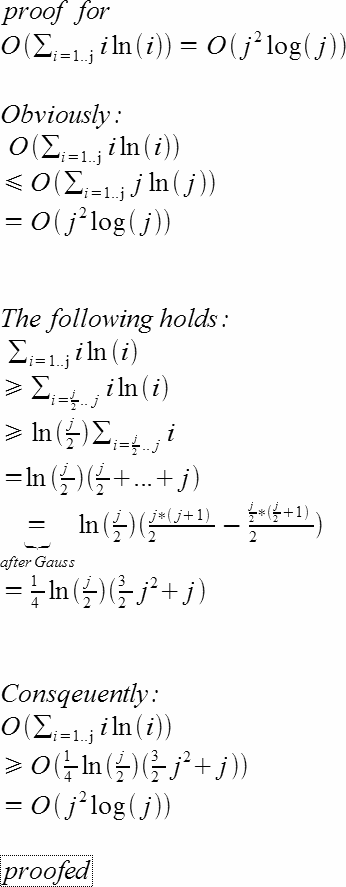 proof for
O(∑_{i=1..j} i ln(i)) = O(j² log(j))
Obviously:
O(∑_{i=1..j} i ln(i))
⩽ O(∑_{i=1..j} j ln(j))
= O(j² log(j))
The following holds:
∑_{i=1..j} i ln(i)
⩾ ∑_{i=j/2..j} i ln(i)
⩾ ln(j/2) ∑_{i=j/2..j} i
= ln(j/2)(j/2 + ... + j)
= ln(j/2)((j*(j+1))/2 − (j/2*(j/2+1))/2)
after Gauss
= 1/4 ln(j/2)(3/2 j² + j)
Consqeuently:
O(∑_{i=1..j} i ln(i))
⩾ O(1/4 ln(j/2)(3/2 j² + j))
= O(j² log(j))
proofed